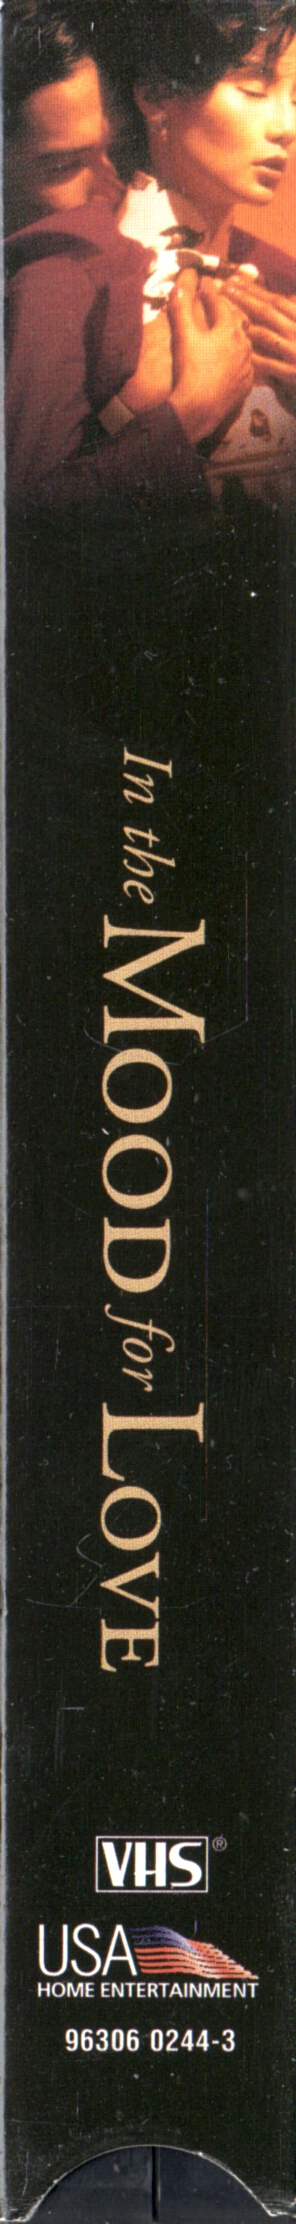 In the MOOD for LOVE
VHS®
USA
HOME ENTERTAINMENT
96306 0244-3